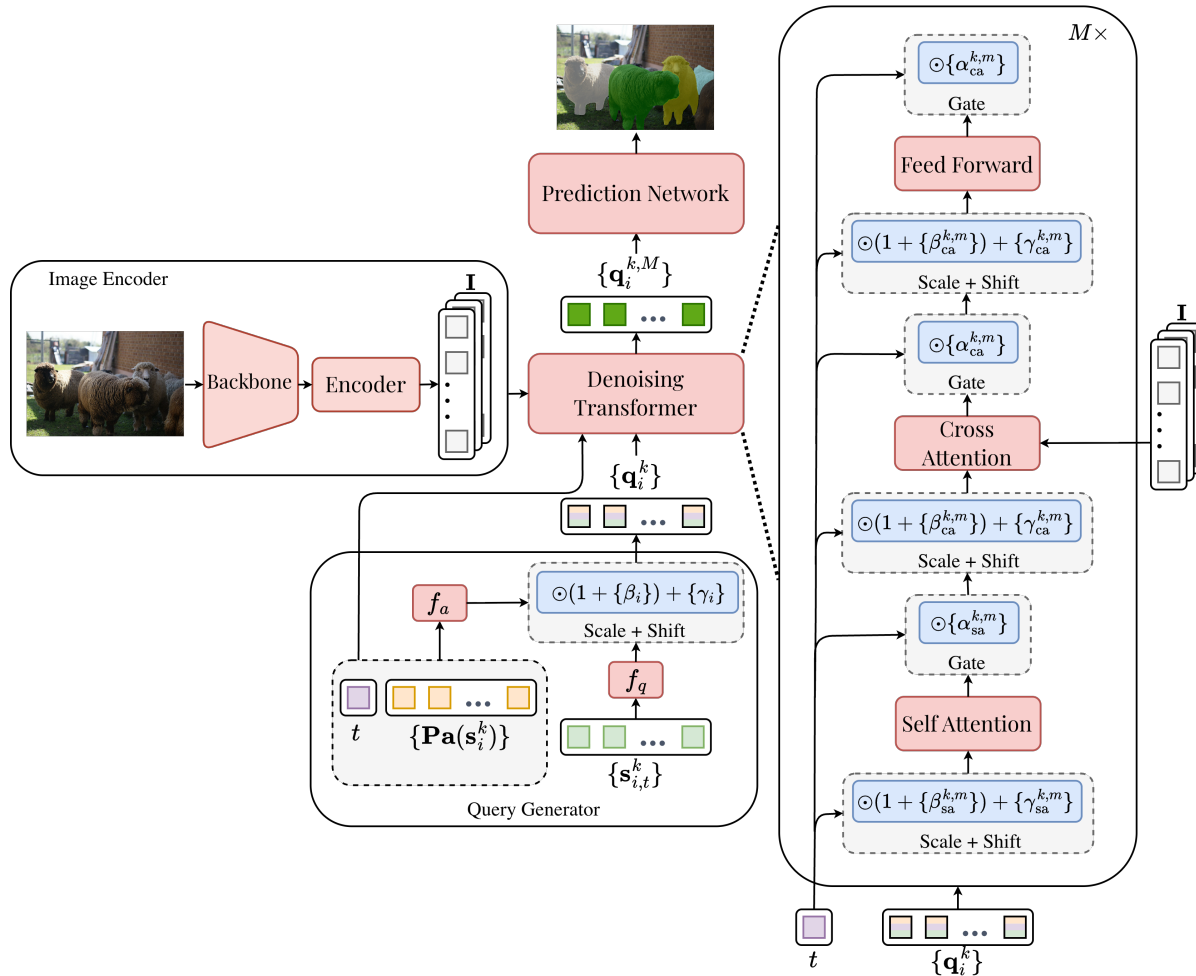 Image Encoder
Backbone
Encoder
I
Prediction Network
{q_i^{k,M}}
...
Denoising
Transformer
{q_i^k}
...
f_a
⊙(1 + {β_i}) + {γ_i}
Scale + Shift
f_q
t
...
{Pa(s_i^k)}
...
{s_{i,t}^k}
Query Generator
M×
⊙{α_ca^{k,m}}
Gate
Feed Forward
⊙(1 + {β_ca^{k,m}}) + {γ_ca^{k,m}}
Scale + Shift
⊙{α_ca^{k,m}}
Gate
Cross
Attention
I
⊙(1 + {β_ca^{k,m}}) + {γ_ca^{k,m}}
Scale + Shift
⊙{α_sa^{k,m}}
Gate
Self Attention
⊙(1 + {β_sa^{k,m}}) + {γ_sa^{k,m}}
Scale + Shift
t
...
{q_i^k}